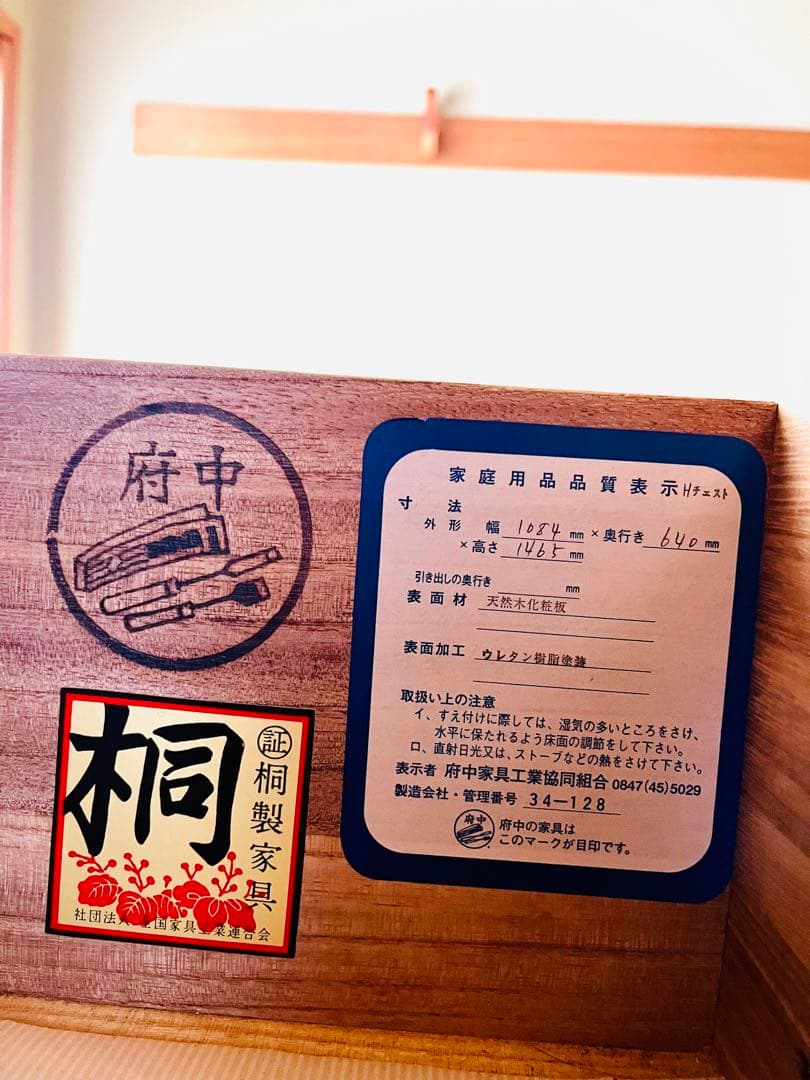 府中
桐
証
桐製家具
社団法人 全国家具工業連合会
家庭用品品質表示 Hチェスト
寸法
外形 幅 1084 mm × 奥行き 640 mm
× 高さ 1465 mm
引き出しの奥行き mm
表面材 天然木化粧板
表面加工 ウレタン樹脂塗装
取扱い上の注意
イ、すえ付けに際しては、湿気の多いところをさけ、
水平に保たれるよう床面の調節をして下さい。
ロ、直射日光又は、ストーブなどの熱をさけて下さい。
表示者 府中家具工業協同組合 0847(45)5029
製造会社・管理番号 34-128
府中
府中の家具は
このマークが目印です。